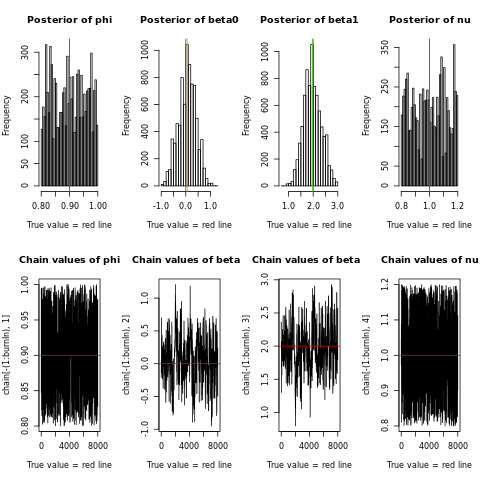 Posterior of phi Posterior of beta0 Posterior of beta1 Posterior of nu
Frequency Frequency Frequency Frequency
0 50 100 150 200 250 300
0 200 400 600 800 1000
0 200 400 600 800 1000
0 50 150 250 350
0.80 0.90 1.00 -1.0 0.0 1.0 1.0 2.0 3.0 0.8 1.0 1.2
True value = red line True value = red line True value = red line True value = red line
Chain values of phi Chain values of beta Chain values of beta Chain values of nu
chain[-(1:burnIn), 1] chain[-(1:burnIn), 2] chain[-(1:burnIn), 3] chain[-(1:burnIn), 4]
0.80 0.85 0.90 0.95 1.00
-1.0 -0.5 0.0 0.5 1.0
1.0 1.5 2.0 2.5 3.0
0.8 0.9 1.0 1.1 1.2
0 4000 8000 0 4000 8000 0 4000 8000 0 4000 8000
True value = red line True value = red line True value = red line True value = red line